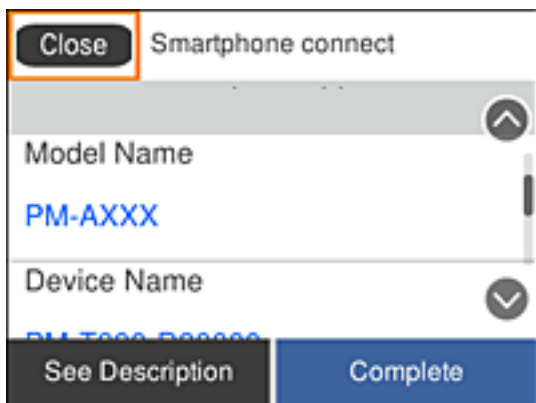 Close
Smartphone connect
Model Name
PM-AXXX
Device Name
See Description
Complete